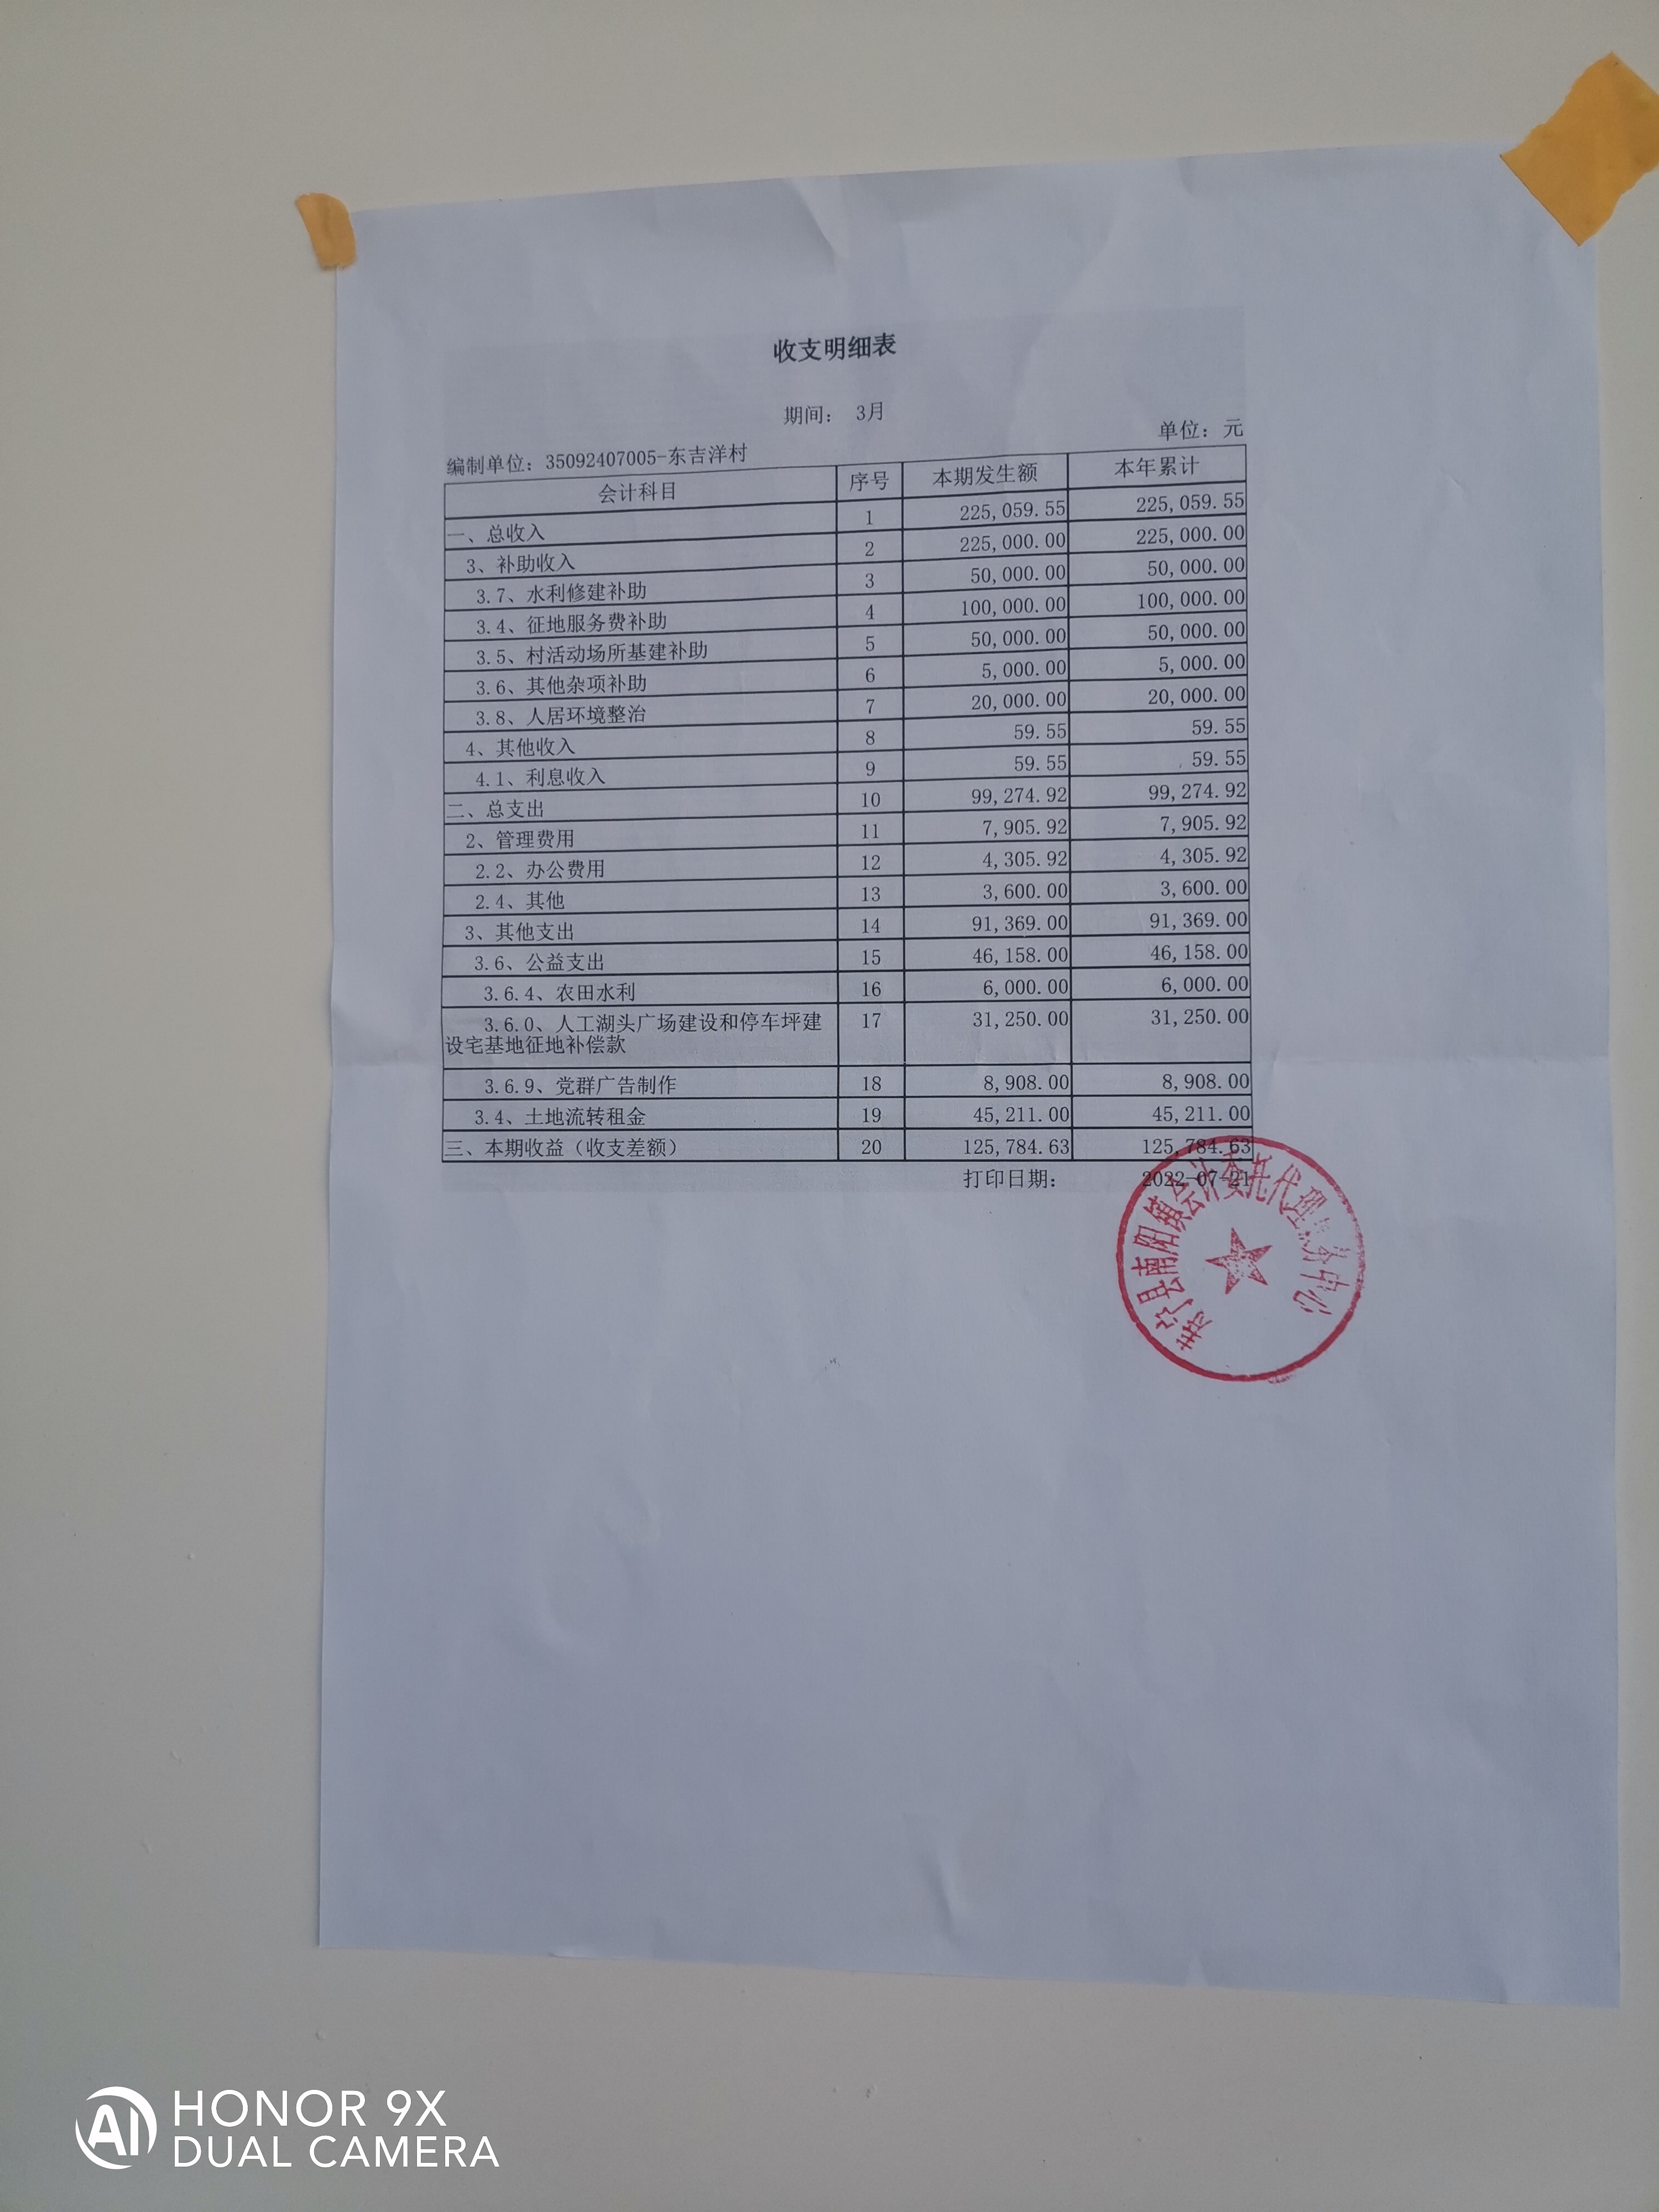 收支明细表
期间： 3月
编制单位：35092407005-东吉洋村 单位：元
会计科目 序号 本期发生额 本年累计
一、总收入 1 225,059.55 225,059.55
3、补助收入 2 225,000.00 225,000.00
3.7、水利修建补助 3 50,000.00 50,000.00
3.4、征地服务费补助 4 100,000.00 100,000.00
3.5、村活动场所基建补助 5 50,000.00 50,000.00
3.6、其他杂项补助 6 5,000.00 5,000.00
3.8、人居环境整治 7 20,000.00 20,000.00
4、其他收入 8 59.55 59.55
4.1、利息收入 9 59.55 59.55
二、总支出 10 99,274.92 99,274.92
2、管理费用 11 7,905.92 7,905.92
2.2、办公费用 12 4,305.92 4,305.92
2.4、其他 13 3,600.00 3,600.00
3、其他支出 14 91,369.00 91,369.00
3.6、公益支出 15 46,158.00 46,158.00
3.6.4、农田水利 16 6,000.00 6,000.00
3.6.0、人工湖头广场建设和停车坪建 17 31,250.00 31,250.00
设宅基地征地补偿款
3.6.9、党群广告制作 18 8,908.00 8,908.00
3.4、土地流转租金 19 45,211.00 45,211.00
三、本期收益（收支差额） 20 125,784.63 125,784.63
打印日期： 2022-07-21
寿宁县南阳镇会计委托代理服务中心
AI HONOR 9X
DUAL CAMERA